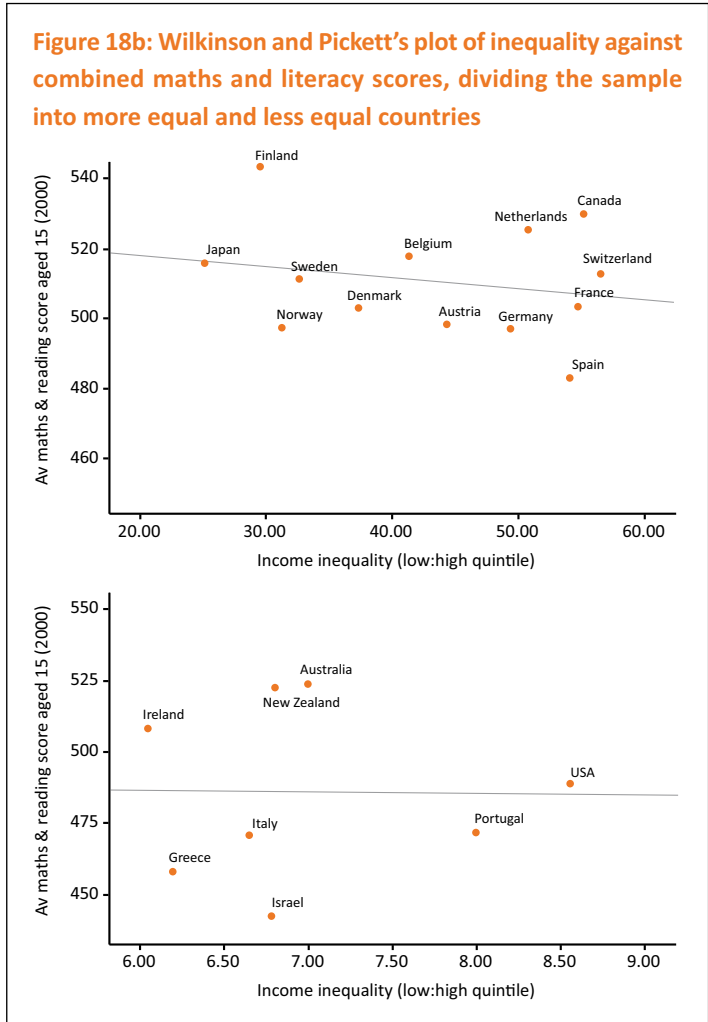 Figure 18b: Wilkinson and Pickett's plot of inequality against
combined maths and literacy scores, dividing the sample
into more equal and less equal countries
Av maths & reading score aged 15 (2000)
540
520
500
480
460
Finland
Japan
Sweden
Norway
Belgium
Denmark
Austria
Netherlands
Germany
Canada
Switzerland
France
Spain
20.00 30.00 40.00 50.00 60.00
Income inequality (low:high quintile)
Av maths & reading score aged 15 (2000)
550
525
500
475
450
Ireland
Australia
New Zealand
USA
Italy
Portugal
Greece
Israel
6.00 6.50 7.00 7.50 8.00 8.50 9.00
Income inequality (low:high quintile)